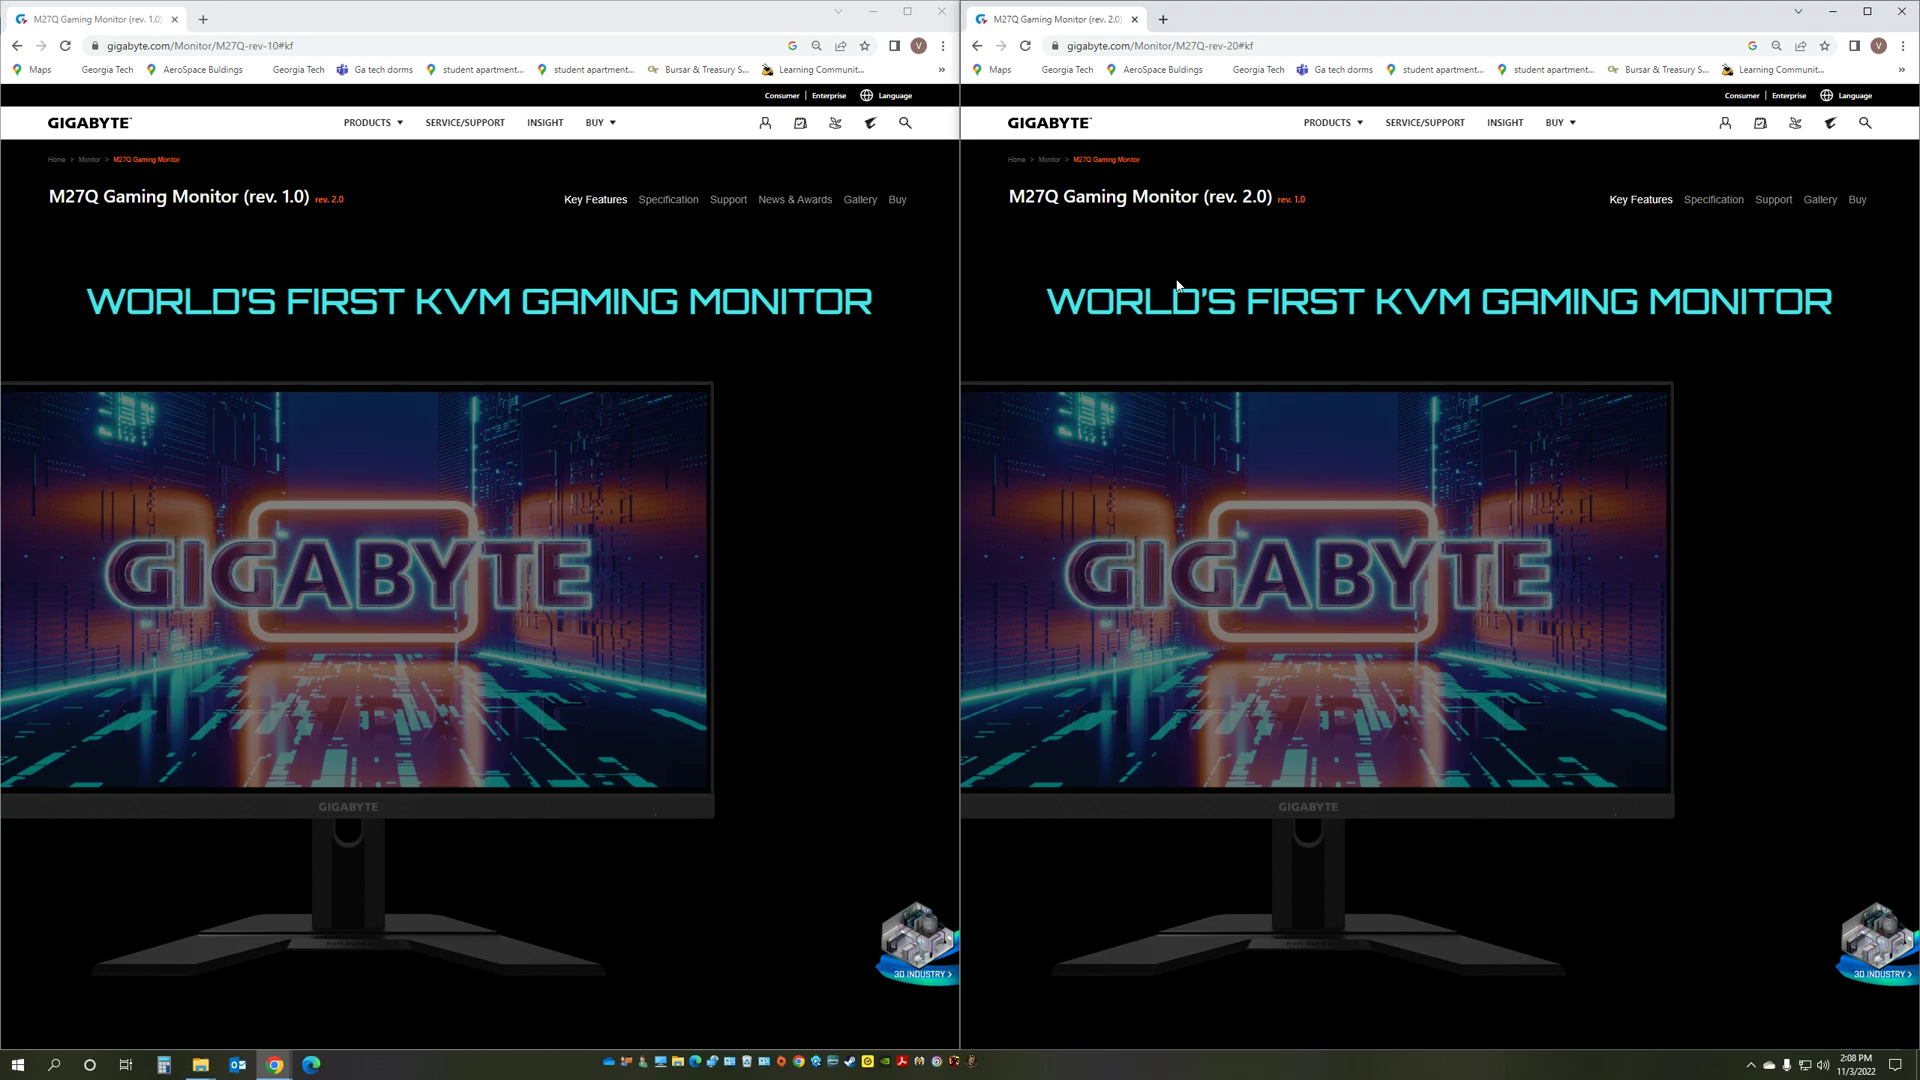 M27Q Gaming Monitor (rev. 1.0)
gigabyte.com/Monitor/M27Q-rev-10#kf
Maps Georgia Tech AeroSpace Buldings Georgia Tech Ga tech dorms student apartment... student apartment... Bursar & Treasury S... Learning Communit... »
Consumer | Enterprise Language
GIGABYTE PRODUCTS SERVICE/SUPPORT INSIGHT BUY
Home > Monitor > M27Q Gaming Monitor
M27Q Gaming Monitor (rev. 1.0) rev. 2.0 Key Features Specification Support News & Awards Gallery Buy
WORLD'S FIRST KVM GAMING MONITOR
GIGABYTE
GIGABYTE
3D INDUSTRY >
M27Q Gaming Monitor (rev. 2.0)
gigabyte.com/Monitor/M27Q-rev-20#kf
Maps Georgia Tech AeroSpace Buldings Georgia Tech Ga tech dorms student apartment... student apartment... Bursar & Treasury S... Learning Communit... »
Consumer | Enterprise Language
GIGABYTE PRODUCTS SERVICE/SUPPORT INSIGHT BUY
Home > Monitor > M27Q Gaming Monitor
M27Q Gaming Monitor (rev. 2.0) rev. 1.0 Key Features Specification Support Gallery Buy
WORLD'S FIRST KVM GAMING MONITOR
GIGABYTE
GIGABYTE
3D INDUSTRY >
2:08 PM
11/3/2022